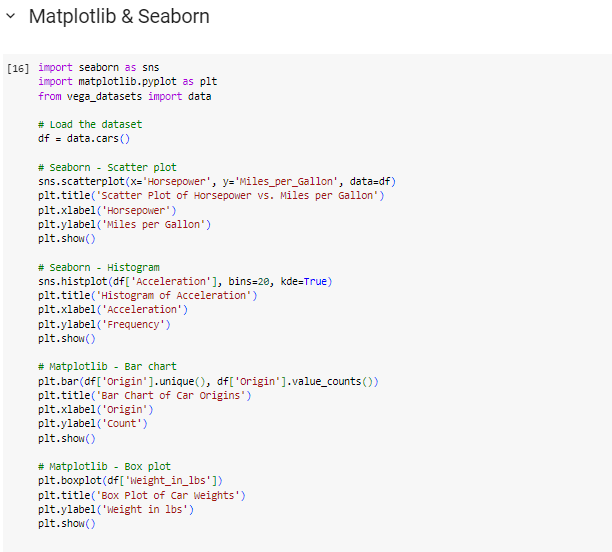 Matplotlib & Seaborn
[16] import seaborn as sns
import matplotlib.pyplot as plt
from vega_datasets import data
# Load the dataset
df = data.cars()
# Seaborn - Scatter plot
sns.scatterplot(x='Horsepower', y='Miles_per_Gallon', data=df)
plt.title('Scatter Plot of Horsepower vs. Miles per Gallon')
plt.xlabel('Horsepower')
plt.ylabel('Miles per Gallon')
plt.show()
# Seaborn - Histogram
sns.histplot(df['Acceleration'], bins=20, kde=True)
plt.title('Histogram of Acceleration')
plt.xlabel('Acceleration')
plt.ylabel('Frequency')
plt.show()
# Matplotlib - Bar chart
plt.bar(df['Origin'].unique(), df['Origin'].value_counts())
plt.title('Bar Chart of Car Origins')
plt.xlabel('Origin')
plt.ylabel('Count')
plt.show()
# Matplotlib - Box plot
plt.boxplot(df['Weight_in_lbs'])
plt.title('Box Plot of Car Weights')
plt.ylabel('Weight in lbs')
plt.show()